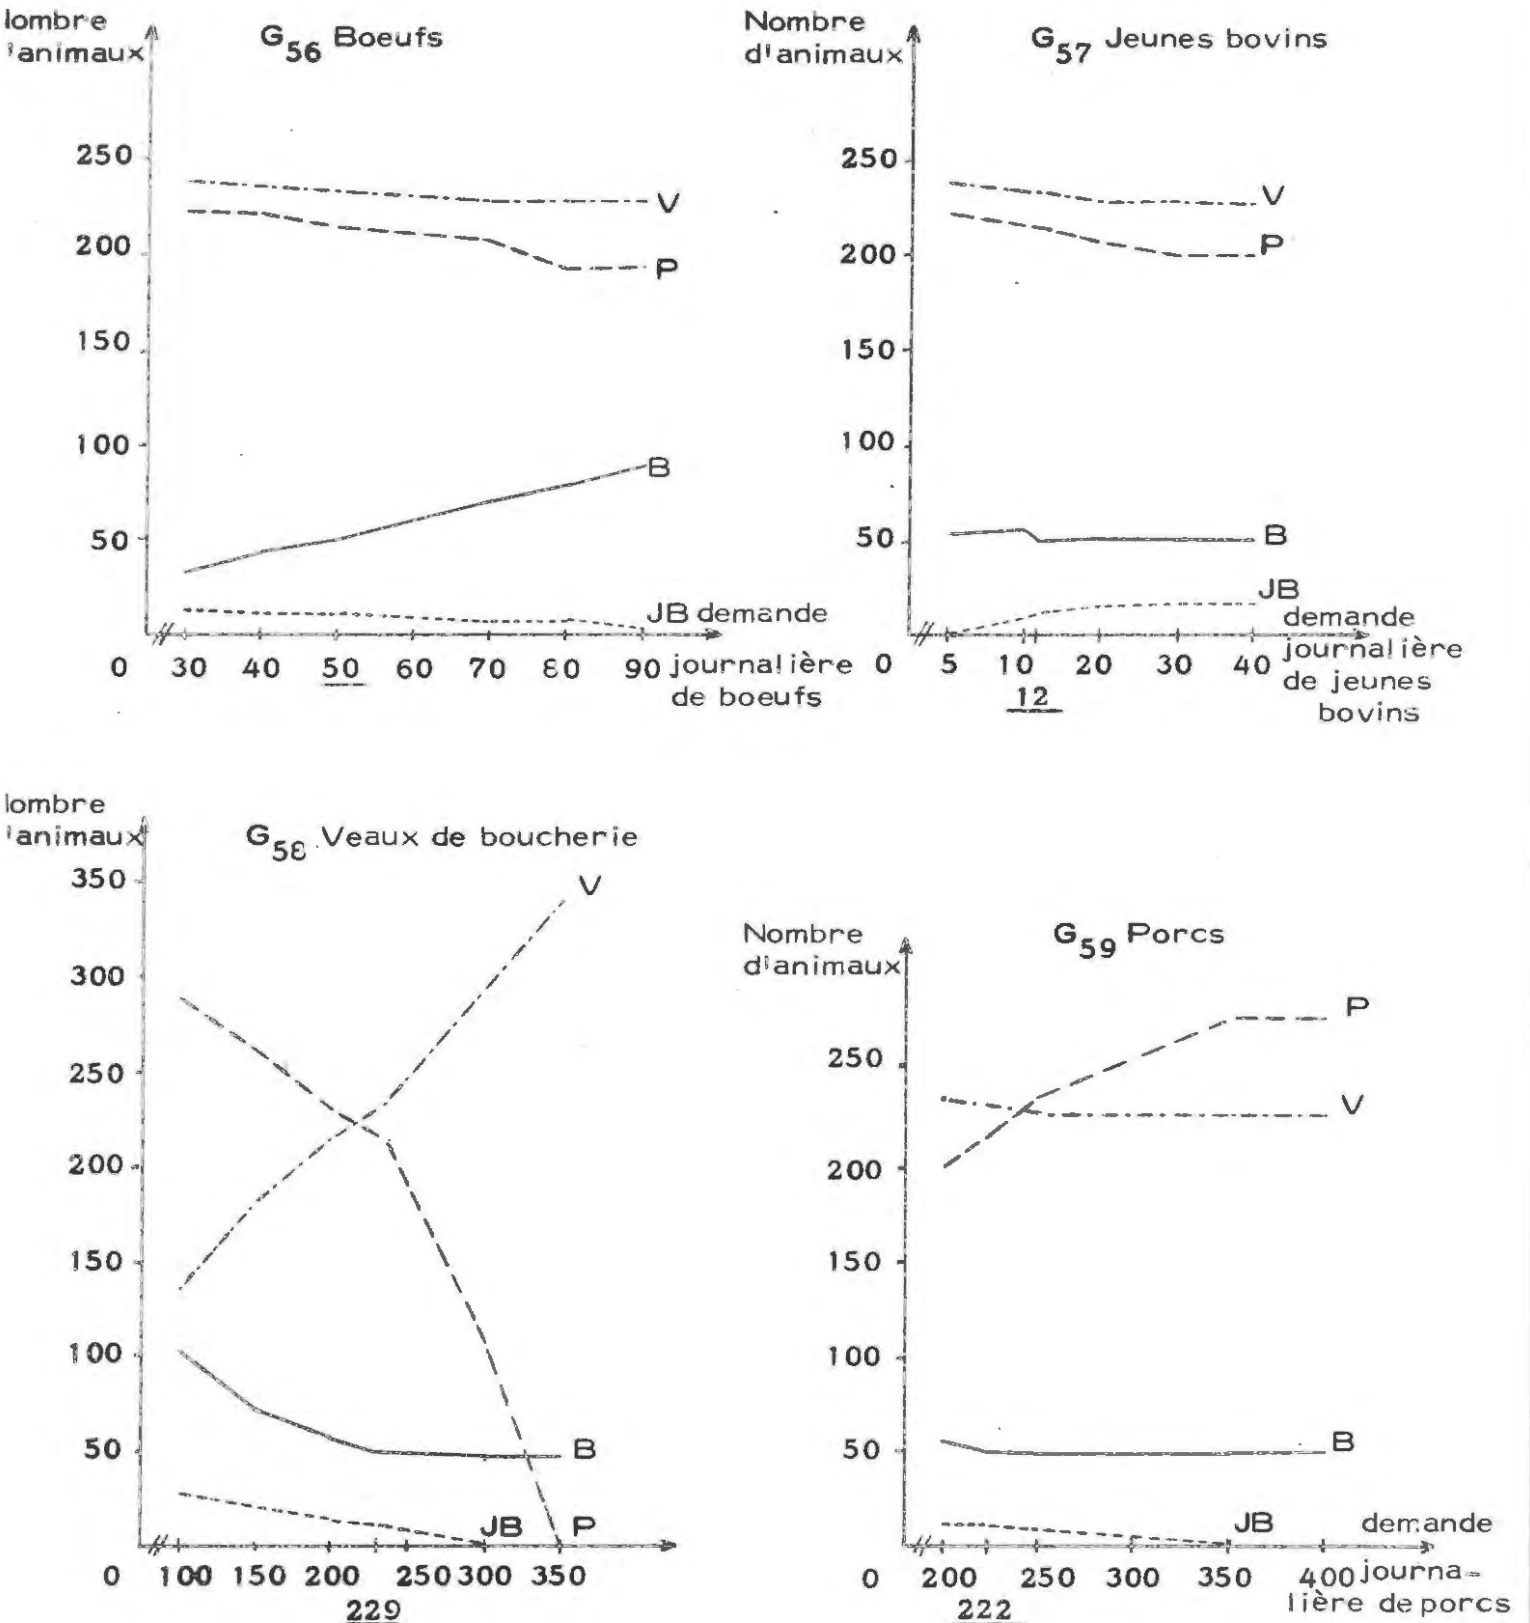 lombre
'animaux
G56 Boeufs
250
200
150
100
50
V
P
B
JB demande
0 30 40 50 60 70 80 90 journalière
de boeufs
Nombre
d'animaux
G57 Jeunes bovins
250
200
150
100
50
V
P
B
JB
demande
journalière
0 5 10 20 30 40
de jeunes
12
bovins
lombre
'animaux
G58 Veaux de boucherie
350
300
250
200
150
100
50
V
B
JB P
0 100 150 200 250 300 350
229
Nombre
d'animaux
G59 Porcs
250
200
150
100
50
P
V
B
JB demande
0 200 250 300 350 400 journa-
222 lière de porcs